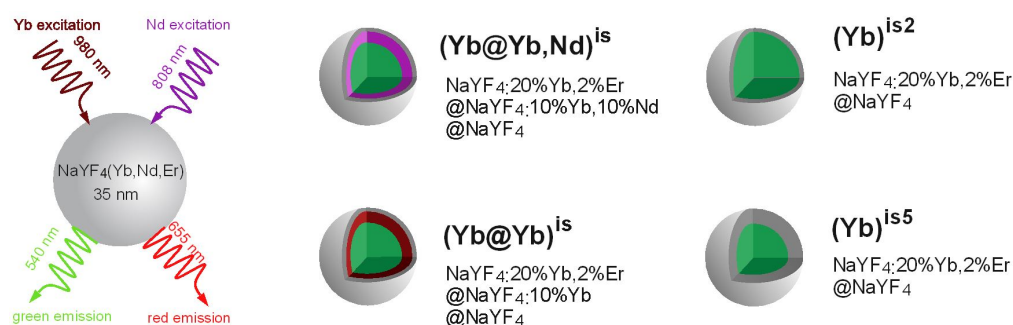 Yb excitation
Nd excitation
980 nm
808 nm
NaYF4(Yb,Nd,Er)
35 nm
540 nm
655 nm
green emission
red emission
(Yb@Yb,Nd)is
NaYF4:20%Yb,2%Er
@NaYF4:10%Yb,10%Nd
@NaYF4
(Yb)is2
NaYF4:20%Yb,2%Er
@NaYF4
(Yb@Yb)is
NaYF4:20%Yb,2%Er
@NaYF4:10%Yb
@NaYF4
(Yb)is5
NaYF4:20%Yb,2%Er
@NaYF4